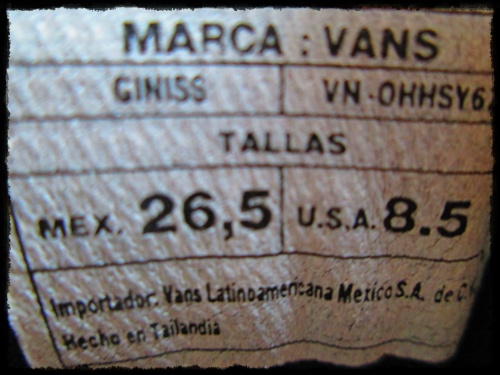 MARCA : VANS
GINISS VN-OHHSY6
TALLAS
MEX. 26,5 U.S.A. 8.5
Importador: Vans Latinoamericana Mexico S.A. de C.
Hecho en Tailandia